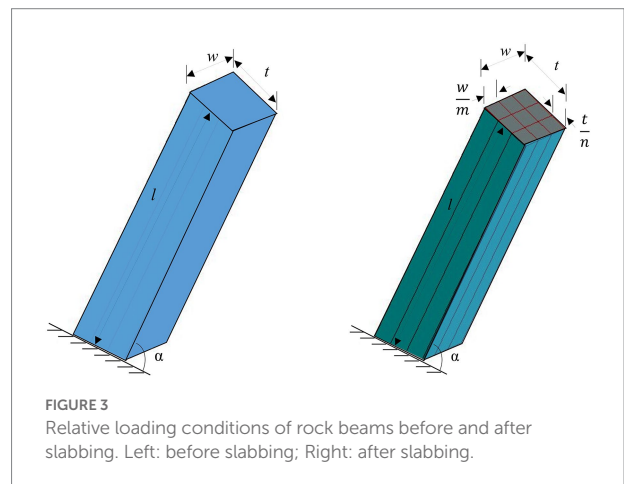 w
t
l
α
w
t
w/m
t/n
l
α
FIGURE 3
Relative loading conditions of rock beams before and after
slabbing. Left: before slabbing; Right: after slabbing.